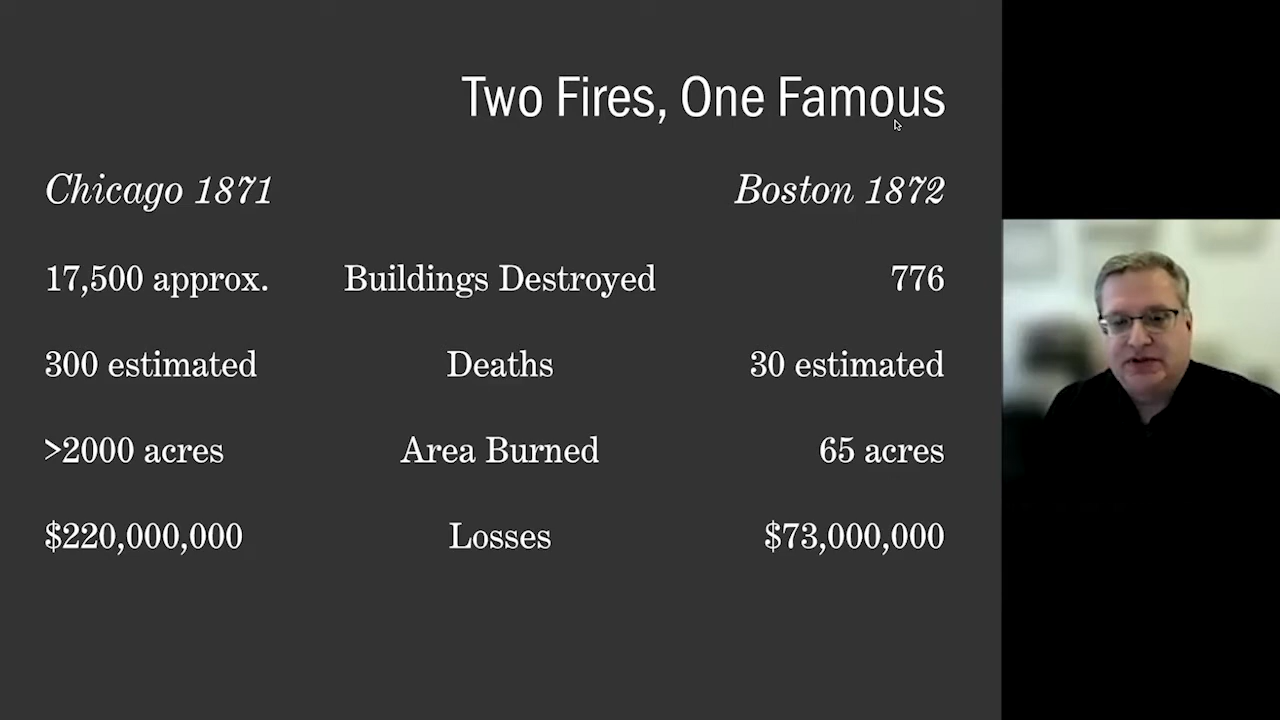 Two Fires, One Famous
Chicago 1871 Boston 1872
17,500 approx. Buildings Destroyed 776
300 estimated Deaths 30 estimated
>2000 acres Area Burned 65 acres
$220,000,000 Losses $73,000,000